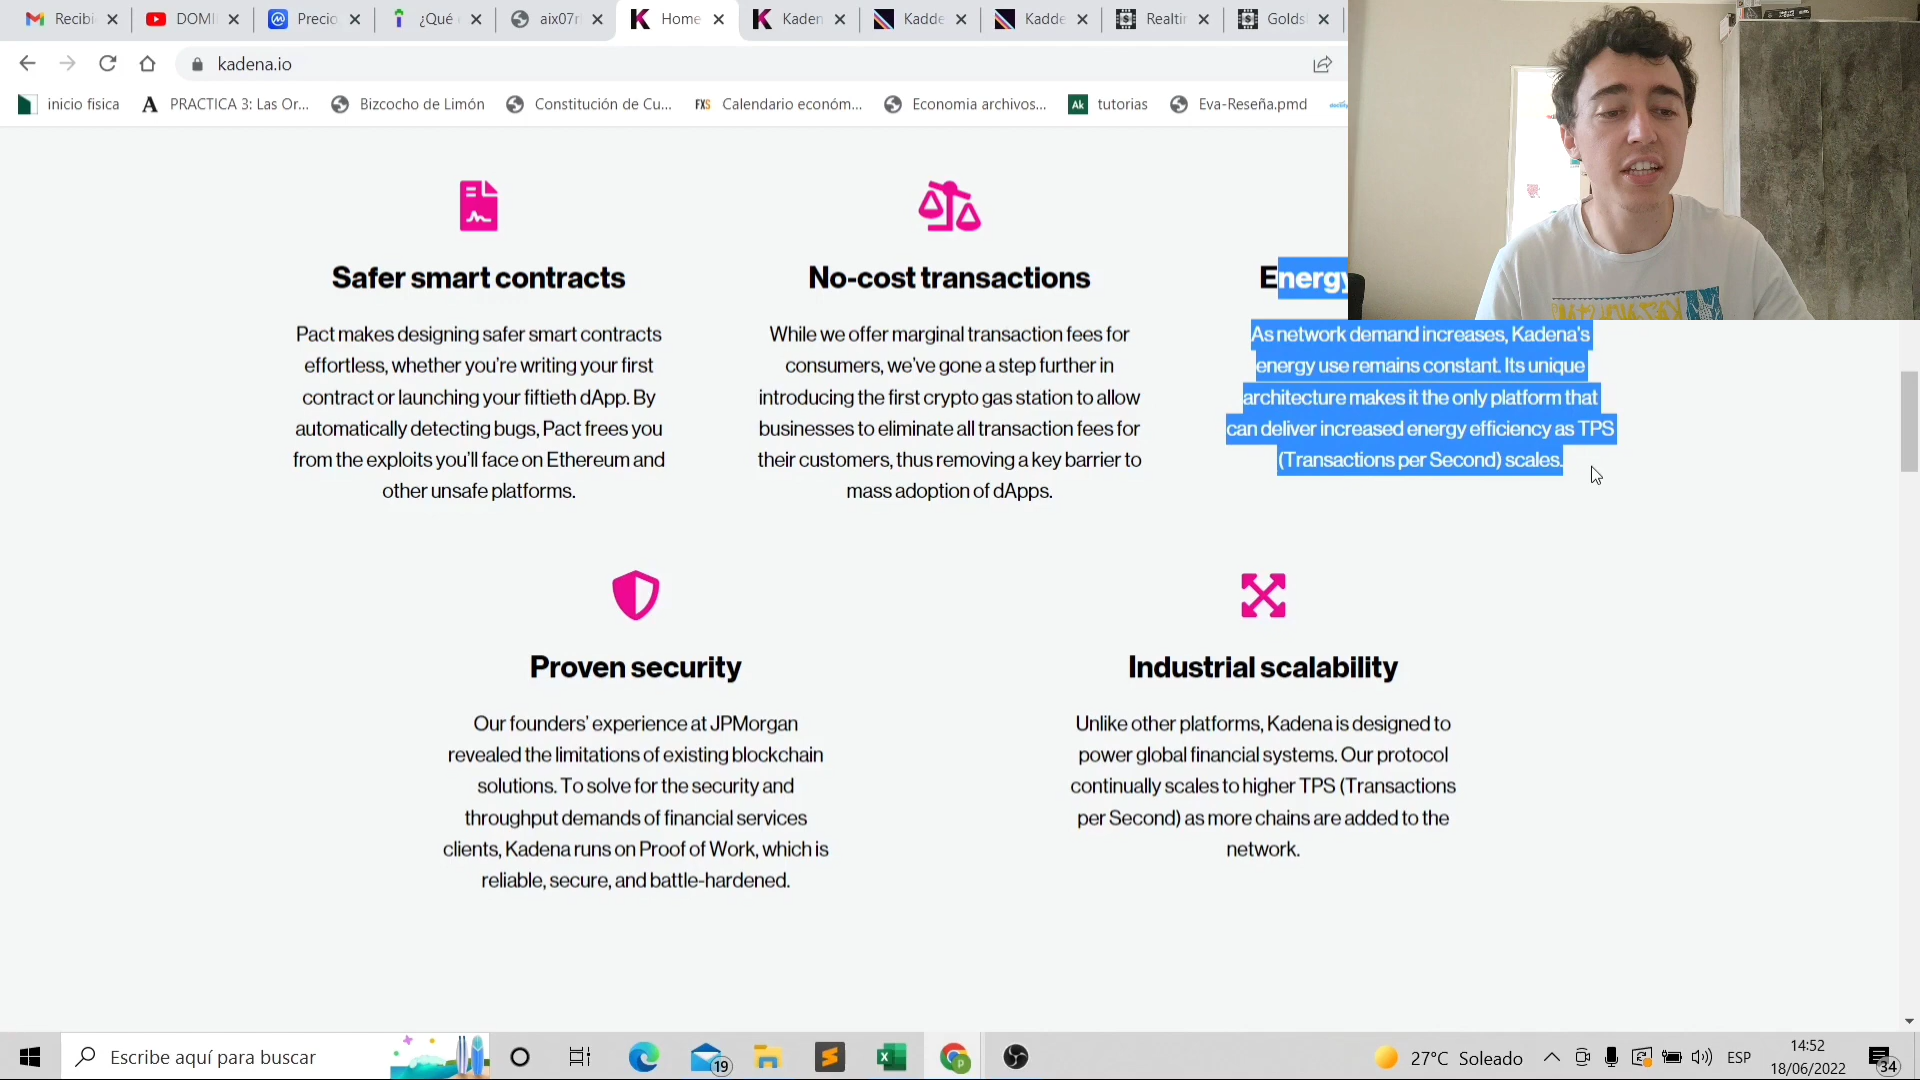 Recibi
DOMI
Precio
¿Qué
aix07r
Home
Kaden
Kadde
Kadde
Realtin
Golds
kadena.io
inicio fisica
PRACTICA 3: Las Or...
Bizcocho de Limón
Constitución de Cu...
FXS
Calendario económ...
Economia archivos...
Ak
tutorias
Eva-Reseña.pmd
Safer smart contracts
Pact makes designing safer smart contracts
effortless, whether you're writing your first
contract or launching your fiftieth dApp. By
automatically detecting bugs, Pact frees you
from the exploits you'll face on Ethereum and
other unsafe platforms.
No-cost transactions
While we offer marginal transaction fees for
consumers, we've gone a step further in
introducing the first crypto gas station to allow
businesses to eliminate all transaction fees for
their customers, thus removing a key barrier to
mass adoption of dApps.
Energy
As network demand increases, Kadena's
energy use remains constant. Its unique
architecture makes it the only platform that
can deliver increased energy efficiency as TPS
(Transactions per Second) scales.
Proven security
Our founders' experience at JPMorgan
revealed the limitations of existing blockchain
solutions. To solve for the security and
throughput demands of financial services
clients, Kadena runs on Proof of Work, which is
reliable, secure, and battle-hardened.
Industrial scalability
Unlike other platforms, Kadena is designed to
power global financial systems. Our protocol
continually scales to higher TPS (Transactions
per Second) as more chains are added to the
network.
Escribe aquí para buscar
19
27°C Soleado
ESP
14:52
18/06/2022
34